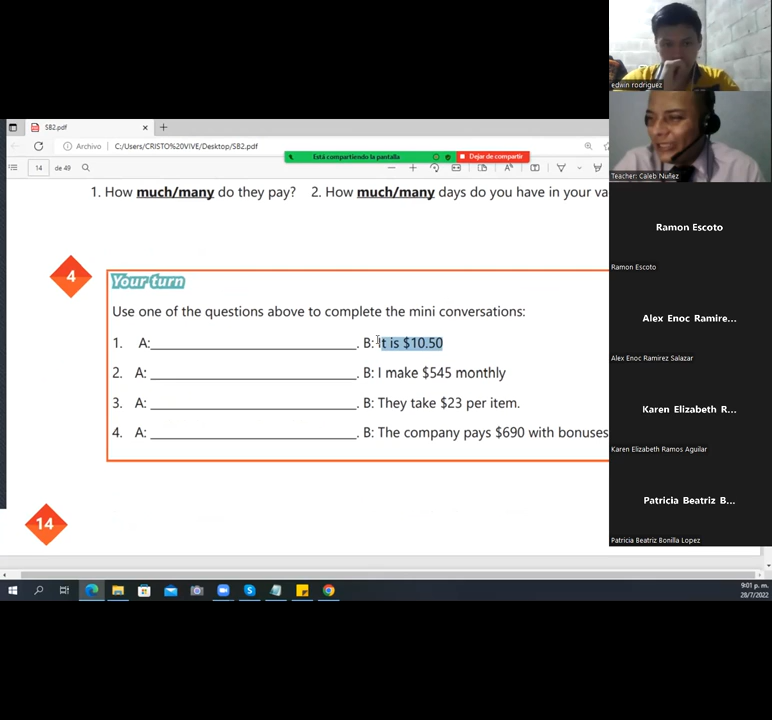 edwin rodriguez
SB2.pdf
Archivo
C:/Users/CRISTO%20VIVE/Desktop/SB2.pdf
Está compartiendo la pantalla
Dejar de compartir
14 de 49
Teacher: Caleb Nuñez
1. How much/many do they pay? 2. How much/many days do you have in your va
Ramon Escoto
Ramon Escoto
4
Your turn
Use one of the questions above to complete the mini conversations:
1. A:____________________. B: It is $10.50
2. A: ____________________. B: I make $545 monthly
3. A: ____________________. B: They take $23 per item.
4. A: ____________________. B: The company pays $690 with bonuses
Alex Enoc Ramire...
Alex Enoc Ramirez Salazar
Karen Elizabeth R...
Karen Elizabeth Ramos Aguilar
Patricia Beatriz B...
Patricia Beatriz Bonilla Lopez
14
9:01 p. m.
28/7/2022